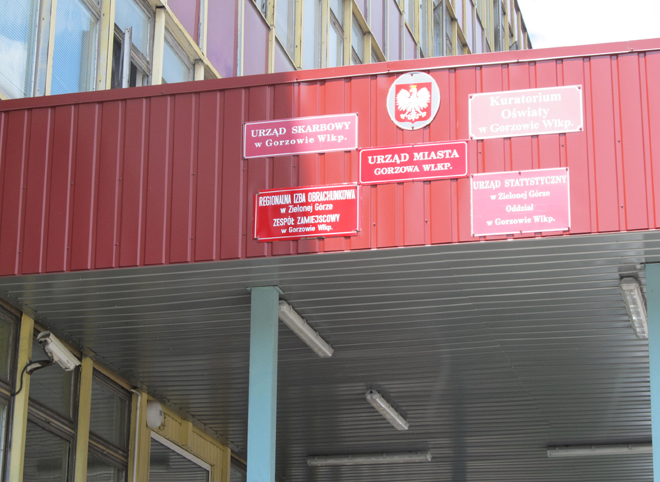 URZĄD SKARBOWY
w Gorzowie Wlkp.
Kuratorium
Oświaty
w Gorzowie Wlkp.
URZĄD MIASTA
GORZOWA WLKP.
REGIONALNA IZBA OBRACHUNKOWA
w Zielonej Górze
ZESPÓŁ ZAMIEJSCOWY
w Gorzowie Wlkp.
URZĄD STATYSTYCZNY
w Zielonej Górze
Oddział
w Gorzowie Wlkp.